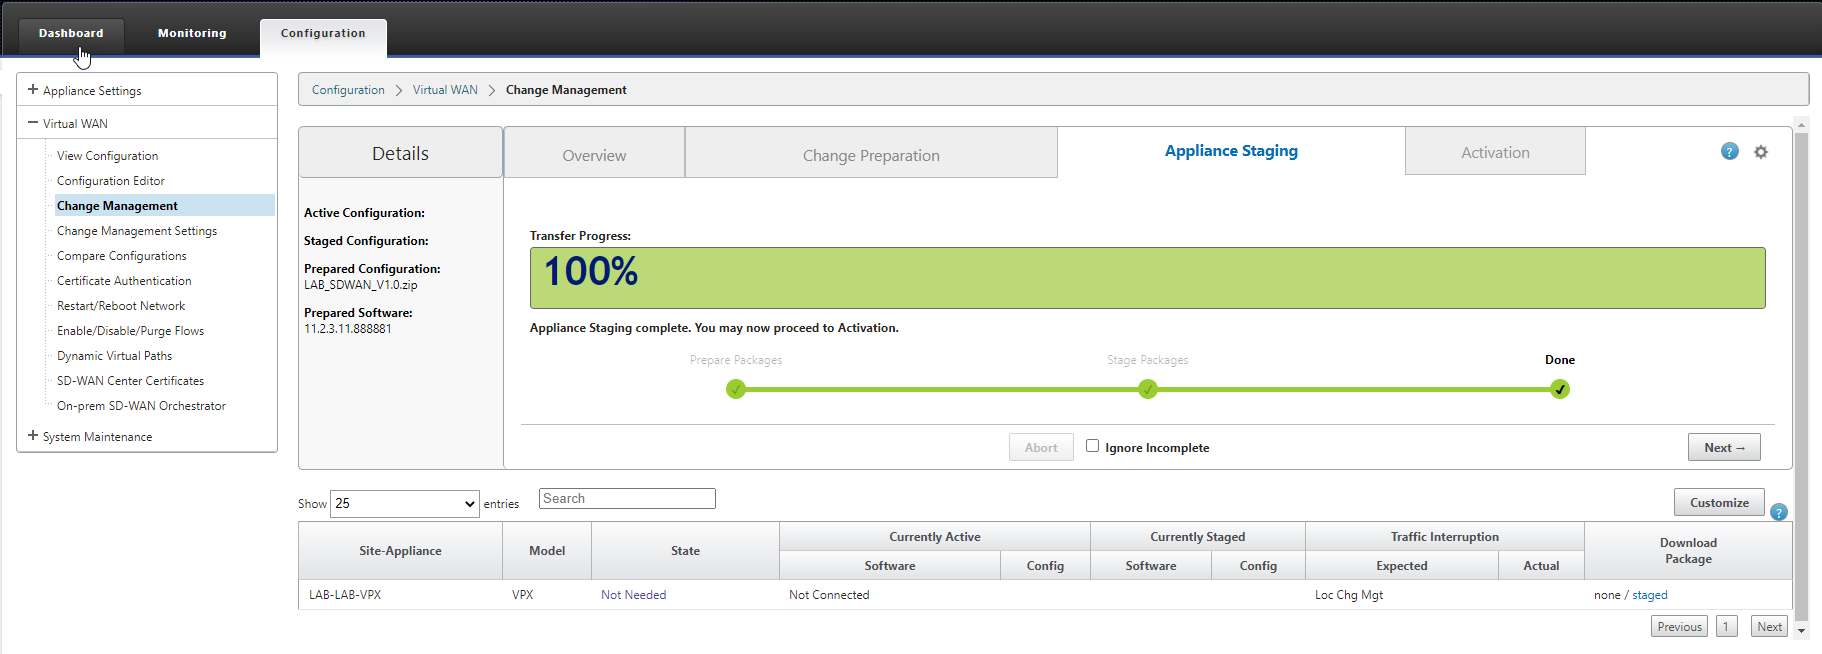 Dashboard
Monitoring
Configuration
Appliance Settings
Virtual WAN
View Configuration
Configuration Editor
Change Management
Change Management Settings
Compare Configurations
Certificate Authentication
Restart/Reboot Network
Enable/Disable/Purge Flows
Dynamic Virtual Paths
SD-WAN Center Certificates
On-prem SD-WAN Orchestrator
System Maintenance
Configuration > Virtual WAN > Change Management
Details
Overview
Change Preparation
Appliance Staging
Activation
?
Active Configuration:
Staged Configuration:
Prepared Configuration:
LAB_SDWAN_V1.0.zip
Prepared Software:
11.2.3.11.888881
Transfer Progress:
100%
Appliance Staging complete. You may now proceed to Activation.
Prepare Packages
Stage Packages
Done
Abort
Ignore Incomplete
Next →
Show 25 entries
Search
Customize
?
Site-Appliance
Model
State
Currently Active
Currently Staged
Traffic Interruption
Download
Package
Software
Config
Software
Config
Expected
Actual
LAB-LAB-VPX
VPX
Not Needed
Not Connected
Loc Chg Mgt
none / staged
Previous
1
Next